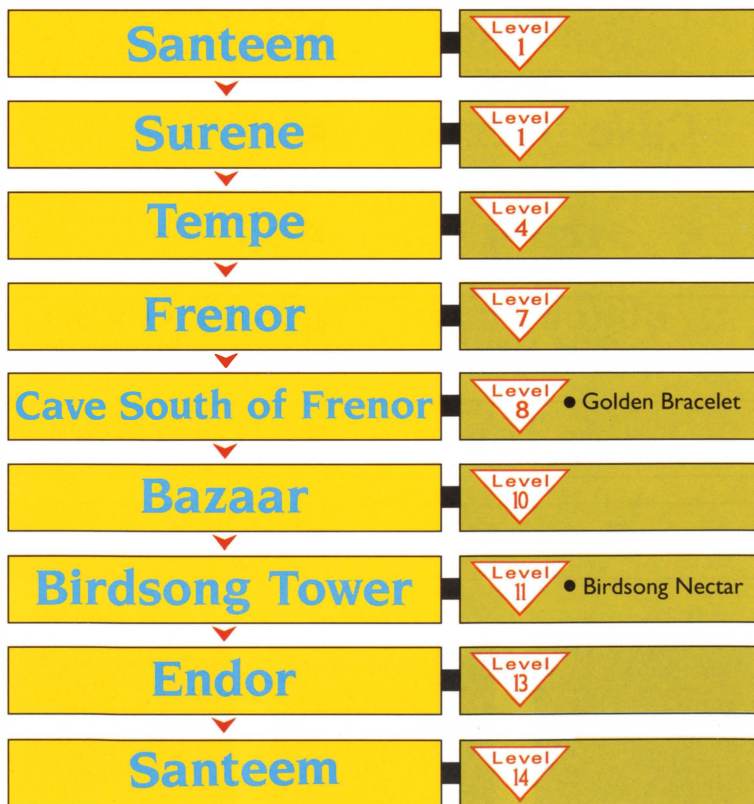 Santeem
Level
1
Surene
Level
1
Tempe
Level
4
Frenor
Level
7
Cave South of Frenor
Level
8
• Golden Bracelet
Bazaar
Level
10
Birdsong Tower
Level
11
• Birdsong Nectar
Endor
Level
13
Santeem
Level
14